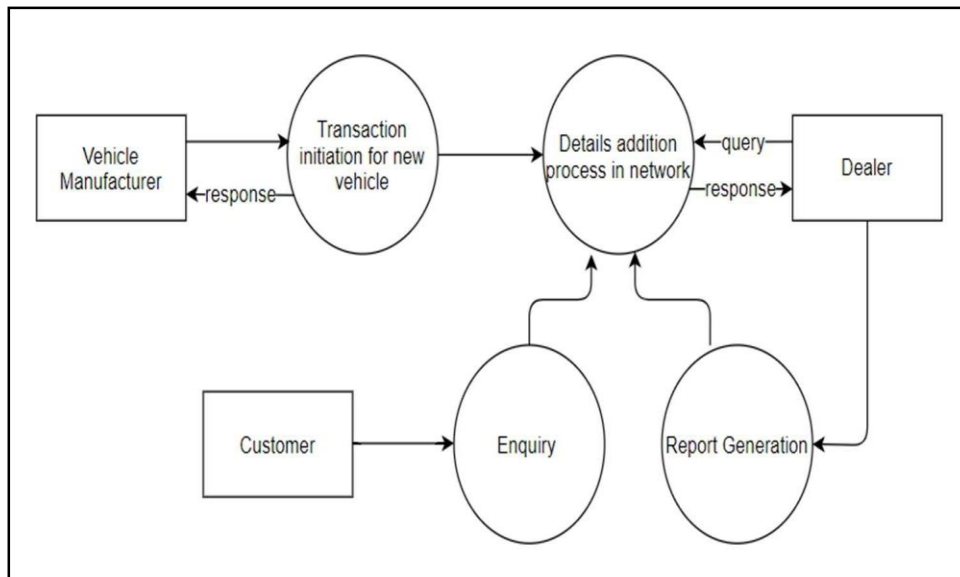 Vehicle
Manufacturer
response
Transaction
initiation for new
vehicle
Details addition
process in network
query
response
Dealer
Customer
Enquiry
Report Generation